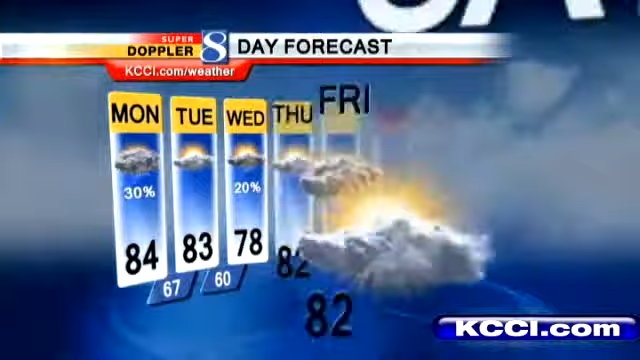 SUPER
DOPPLER 8 DAY FORECAST
KCCI.com/weather
MON TUE WED THU FRI
30% 20%
84 83 78 82 82
67 60
KCCI.com